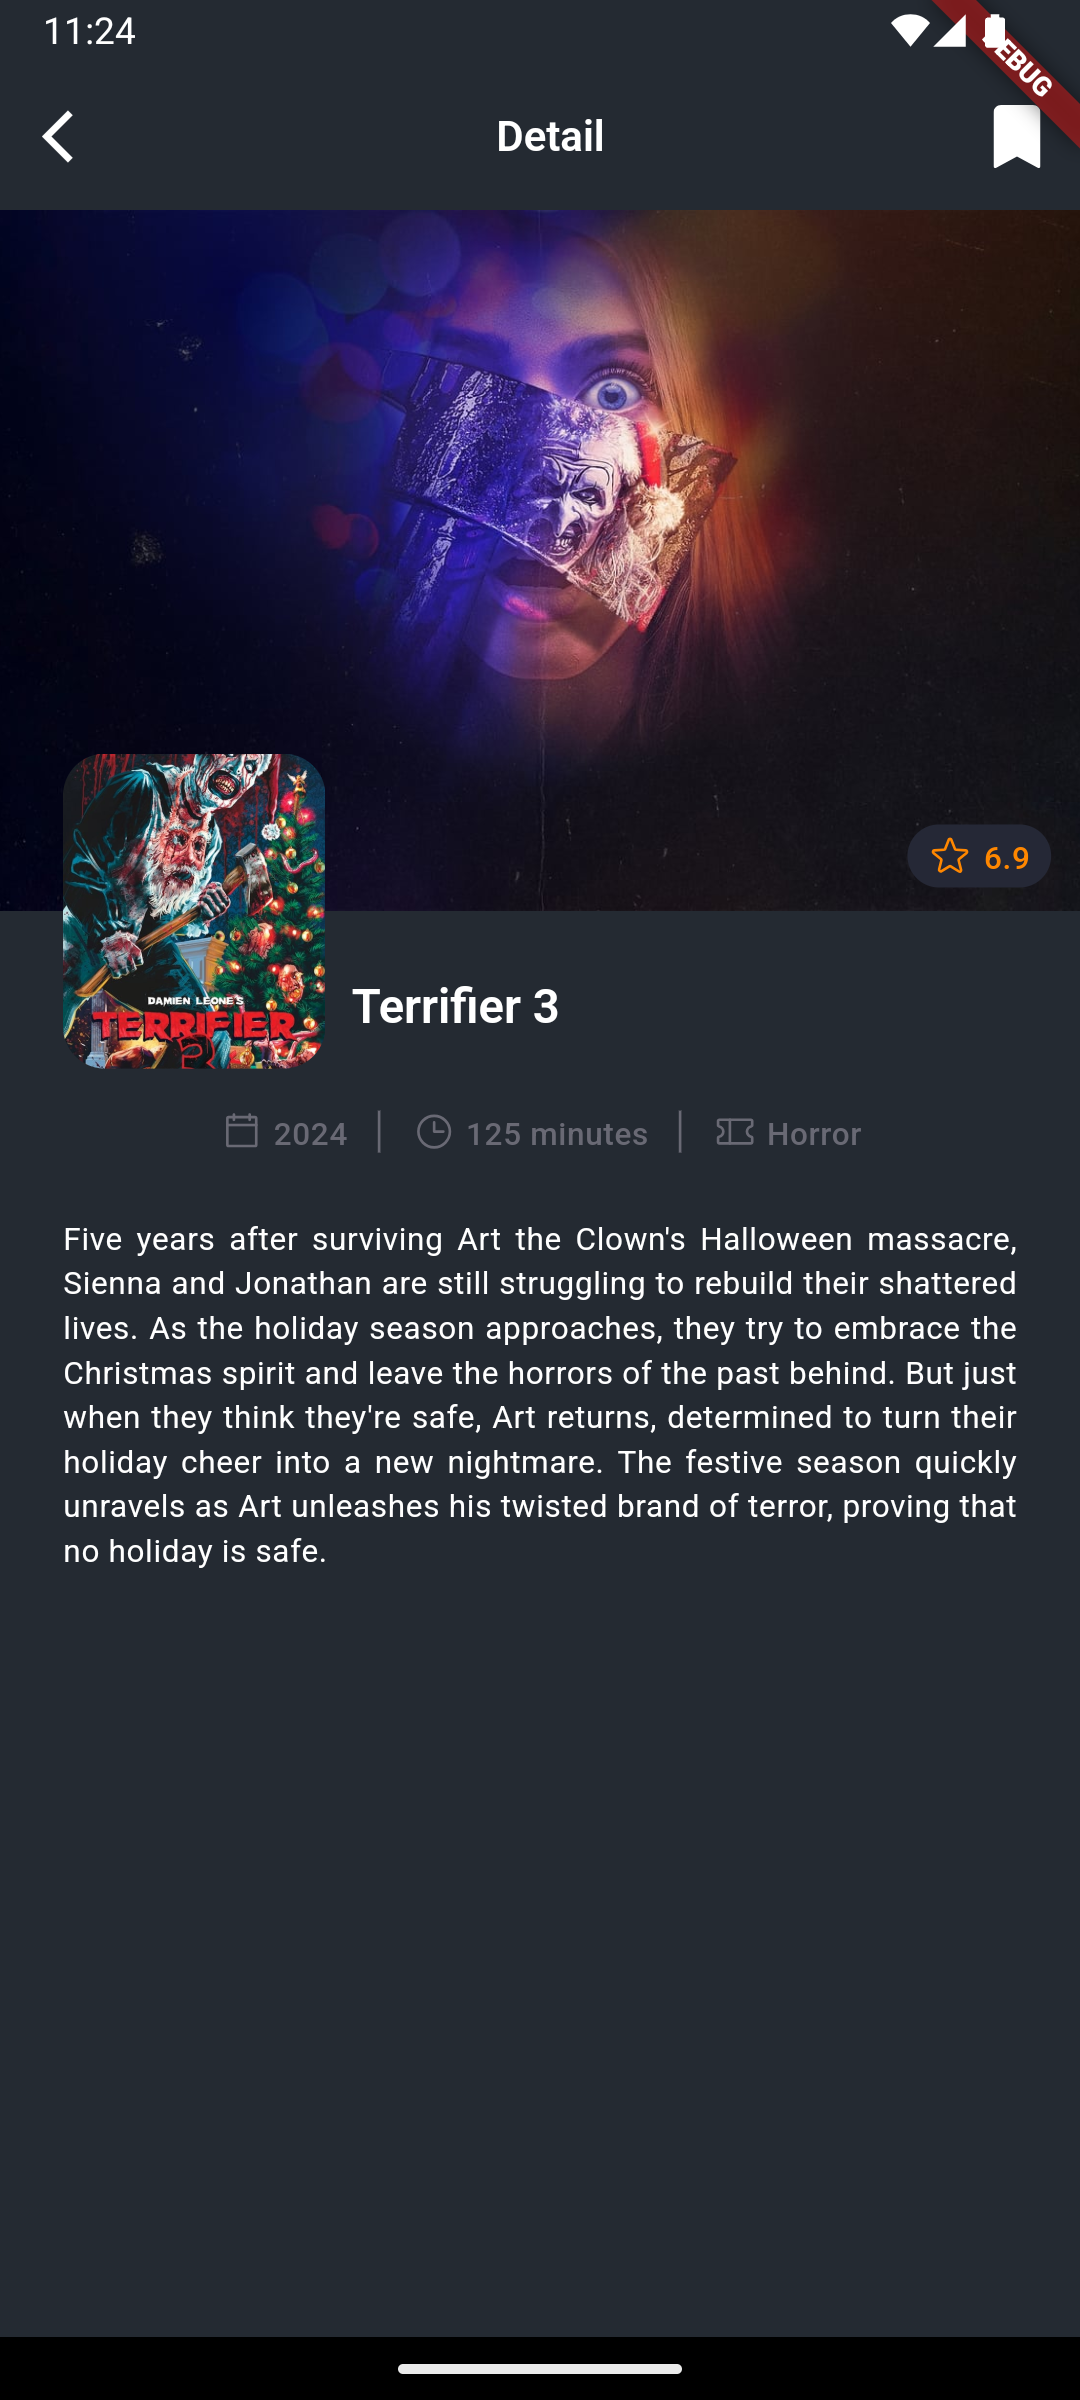 11:24
EBUG
Detail
6.9
DAMIEN LEONE'S
TERRIFIER
3
Terrifier 3
2024
125 minutes
Horror
Five years after surviving Art the Clown's Halloween massacre,
Sienna and Jonathan are still struggling to rebuild their shattered
lives. As the holiday season approaches, they try to embrace the
Christmas spirit and leave the horrors of the past behind. But just
when they think they're safe, Art returns, determined to turn their
holiday cheer into a new nightmare. The festive season quickly
unravels as Art unleashes his twisted brand of terror, proving that
no holiday is safe.